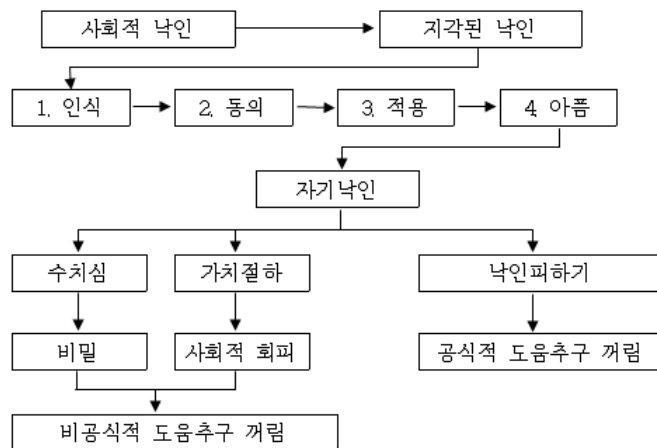 사회적 낙인
지각된 낙인
1. 인식
2. 동의
3. 적용
4. 아픔
자기낙인
수치심
가치절하
낙인피하기
비밀
사회적 회피
공식적 도움추구 꺼림
비공식적 도움추구 꺼림